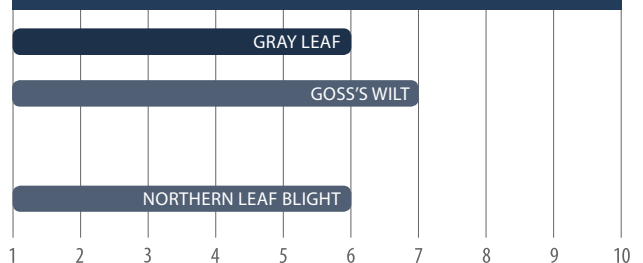 GRAY LEAF
GOSS'S WILT
NORTHERN LEAF BLIGHT
1 2 3 4 5 6 7 8 9 10